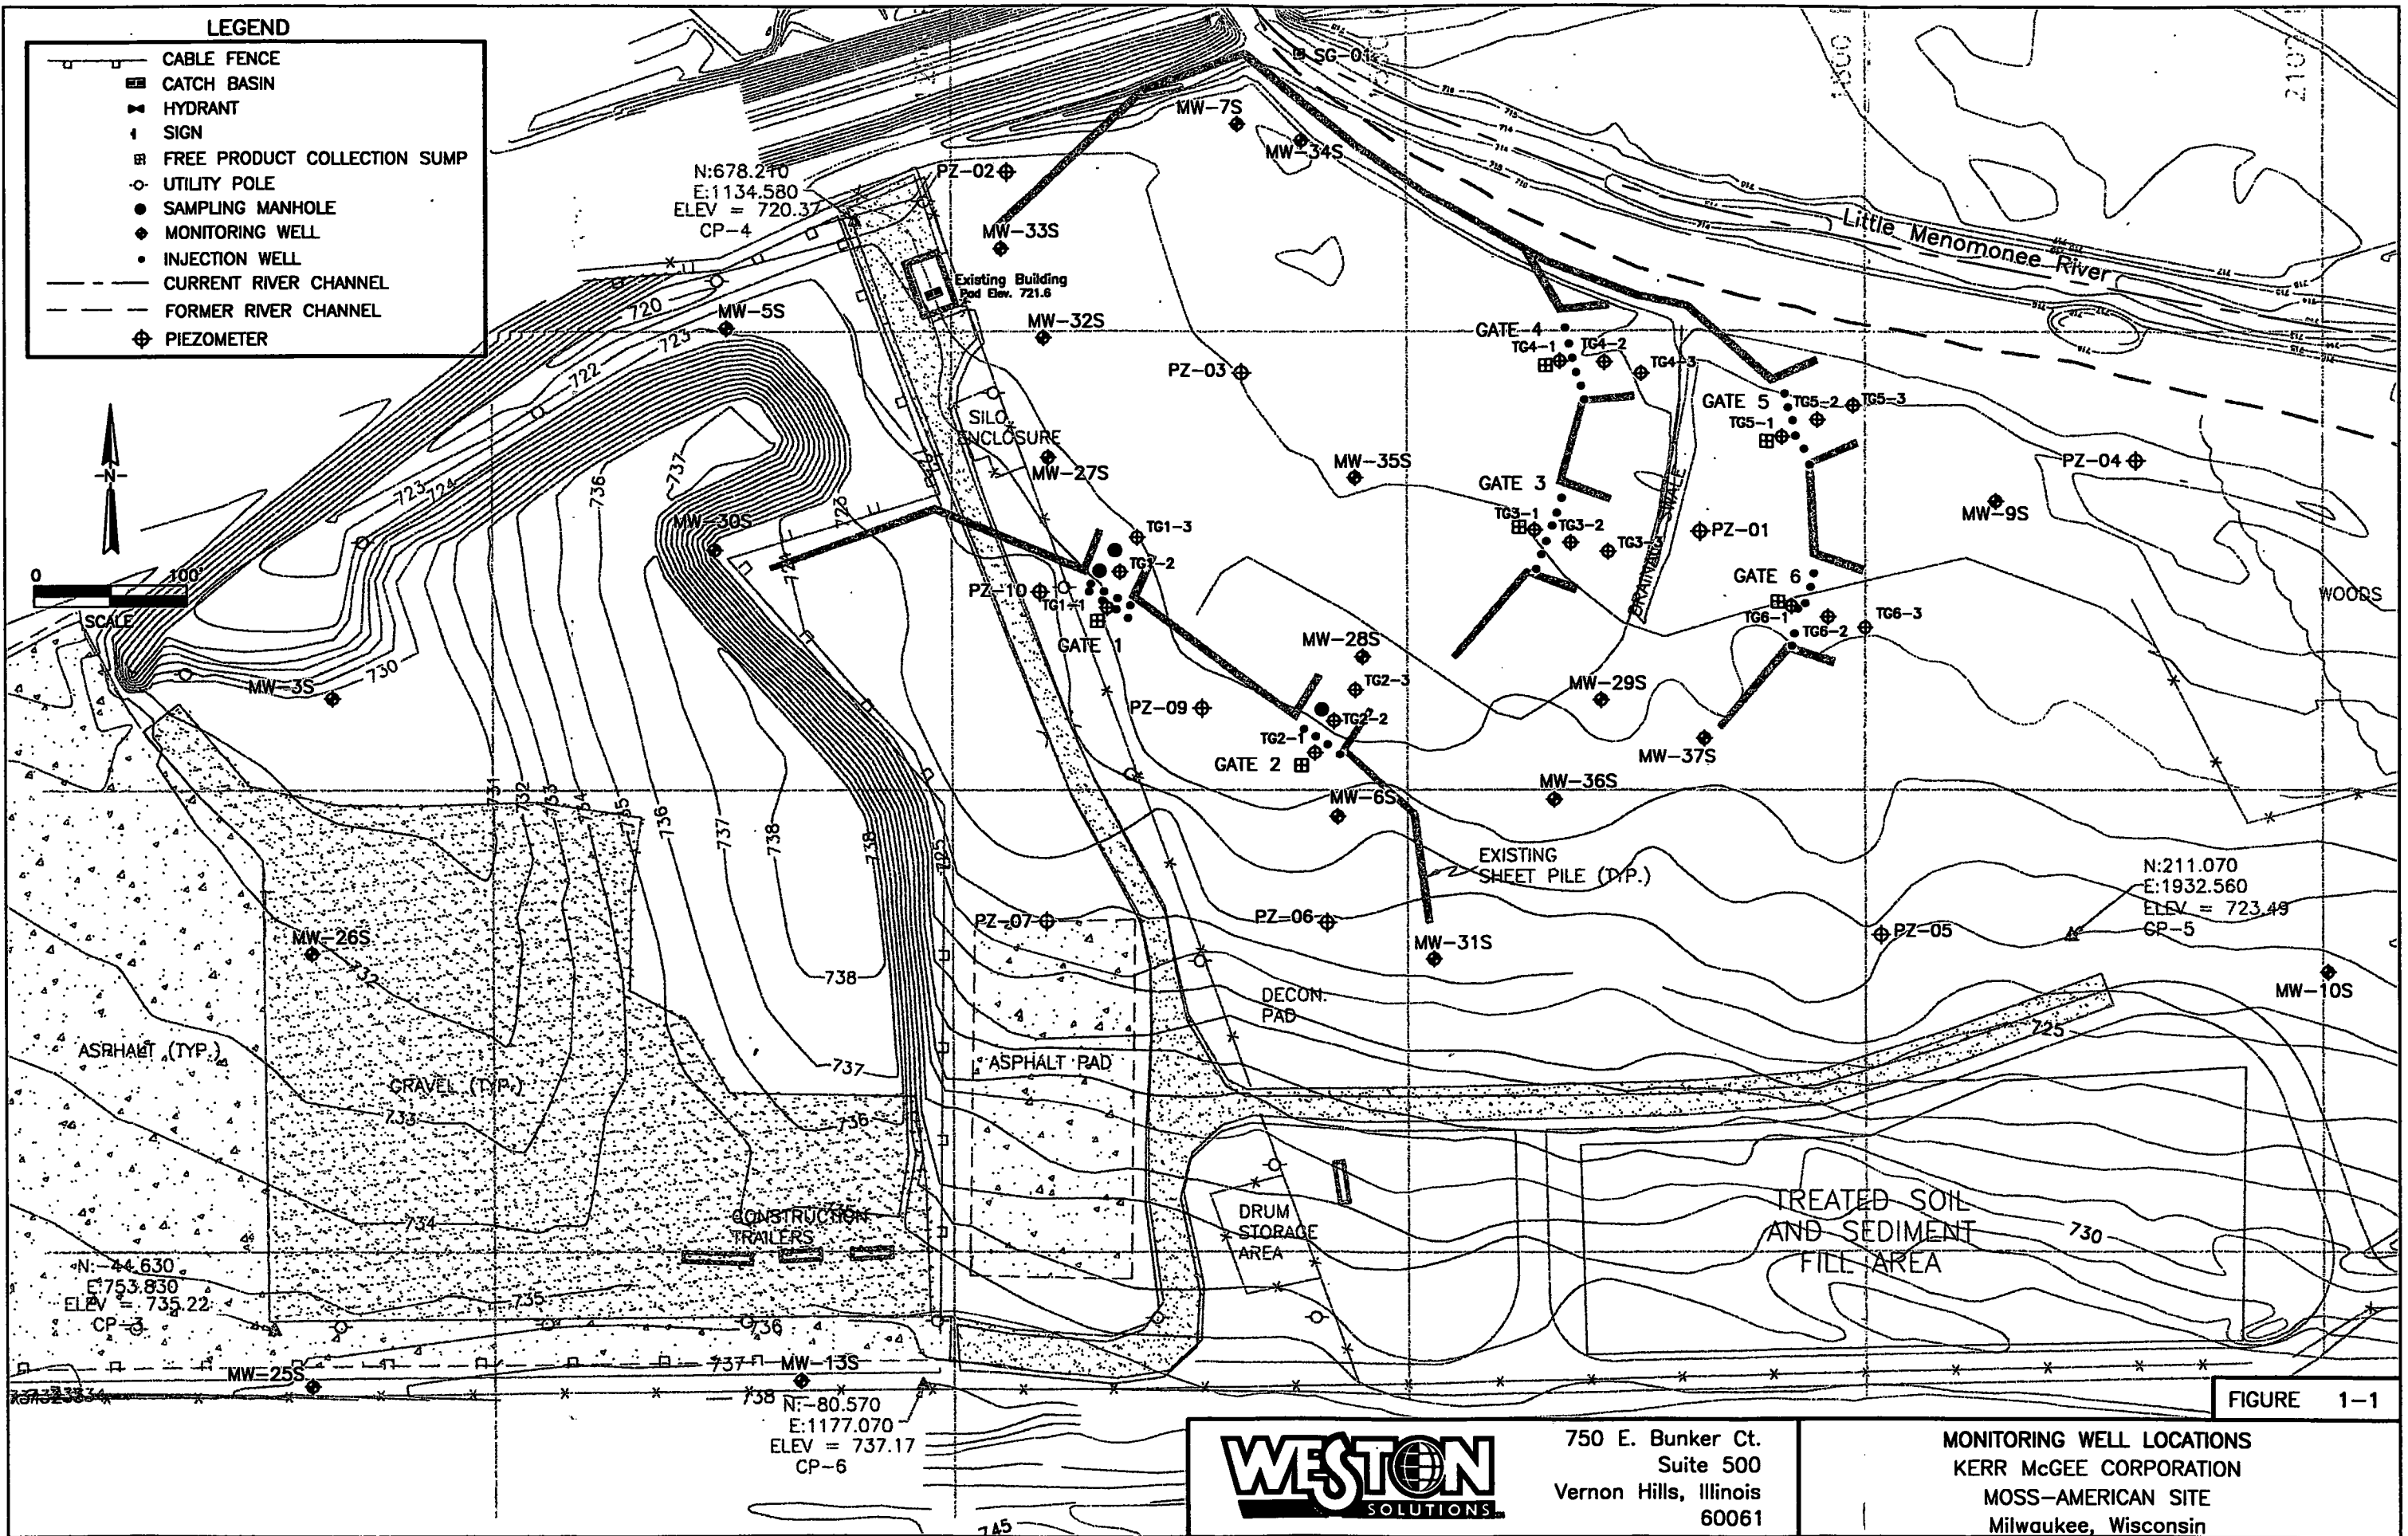 LEGEND
CABLE FENCE
CATCH BASIN
HYDRANT
SIGN
FREE PRODUCT COLLECTION SUMP
UTILITY POLE
SAMPLING MANHOLE
MONITORING WELL
INJECTION WELL
CURRENT RIVER CHANNEL
FORMER RIVER CHANNEL
PIEZOMETER
SG-01
1800
2100
MW-7S
MW-34S
PZ-02
N:678.210
E:1134.580
ELEV = 720.37
CP-4
MW-33S
Little Menomonee River
Existing Building
Pad Elev. 721.6
720
MW-5S
723
722
MW-32S
GATE 4
TG4-1
TG4-2
TG4-3
PZ-03
GATE 5
TG5-1
TG5-2
TG5-3
SILO
ENCLOSURE
MW-27S
MW-35S
PZ-04
MW-9S
737
736
723
724
723
724
N
MW-30S
GATE 3
TG3-1
TG3-2
TG3-3
DRAINAGE SWALE
PZ-01
TG1-3
TG1-2
PZ-10
TG1-1
GATE 1
GATE 6
TG6-1
TG6-2
TG6-3
WOODS
0
100'
SCALE
730
MW-3S
MW-28S
TG2-3
MW-29S
PZ-09
TG2-2
TG2-1
GATE 2
MW-37S
MW-36S
MW-6S
731
732
733
734
735
736
737
738
738
725
EXISTING
SHEET PILE (TYP.)
N:211.070
E:1932.560
ELEV = 723.49
CP-5
PZ-07
PZ-06
MW-31S
PZ-05
MW-10S
MW-26S
732
738
DECON.
PAD
725
ASPHALT (TYP.)
GRAVEL (TYP.)
737
ASPHALT PAD
733
736
734
735
CONSTRUCTION
TRAILERS
DRUM
STORAGE
AREA
TREATED SOIL
AND SEDIMENT
FILL AREA
730
N:-44.630
E:753.830
ELEV = 735.22
CP-3
735
736
737
MW-25S
MW-13S
738
N:-80.570
E:1177.070
ELEV = 737.17
CP-6
745
FIGURE 1-1
WESTON
SOLUTIONS
750 E. Bunker Ct.
Suite 500
Vernon Hills, Illinois
60061
MONITORING WELL LOCATIONS
KERR McGEE CORPORATION
MOSS-AMERICAN SITE
Milwaukee, Wisconsin